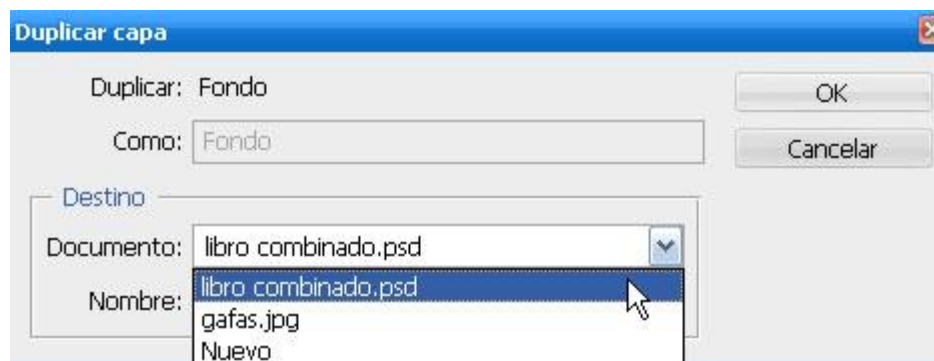 Duplicar capa
Duplicar: Fondo
OK
Como: Fondo
Cancelar
Destino
Documento: libro combinado.psd
libro combinado.psd
Nombre:
gafas.jpg
Nuevo